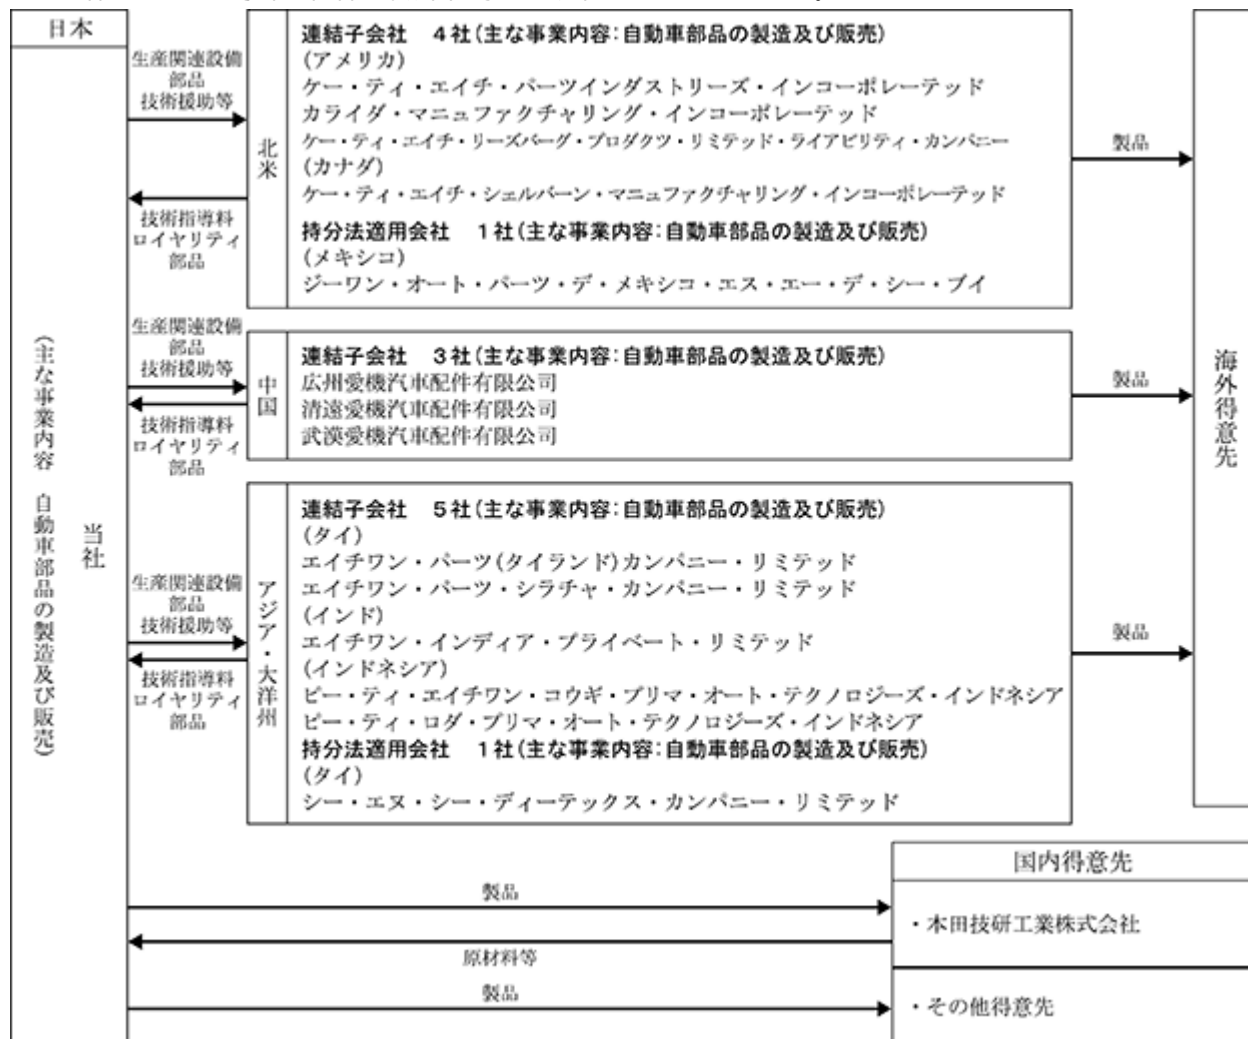 日本
(主な事業内容 自動車部品の製造及び販売)
当社
生産関連設備
部品
技術援助等
技術指導料
ロイヤリティ
部品
北米
連結子会社 4社(主な事業内容:自動車部品の製造及び販売)
(アメリカ)
ケー・ティ・エイチ・パーツインダストリーズ・インコーポレーテッド
カライダ・マニュファクチャリング・インコーポレーテッド
ケー・ティ・エイチ・リーズバーグ・プロダクツ・リミテッド・ライアビリティ・カンパニー
(カナダ)
ケー・ティ・エイチ・シェルバーン・マニュファクチャリング・インコーポレーテッド
持分法適用会社 1社(主な事業内容:自動車部品の製造及び販売)
(メキシコ)
ジーワン・オート・パーツ・デ・メキシコ・エス・エー・デ・シー・ブイ
製品
生産関連設備
部品
技術援助等
技術指導料
ロイヤリティ
部品
中国
連結子会社 3社(主な事業内容:自動車部品の製造及び販売)
広州愛機汽車配件有限公司
清遠愛機汽車配件有限公司
武漢愛機汽車配件有限公司
製品
生産関連設備
部品
技術援助等
技術指導料
ロイヤリティ
部品
アジア・大洋州
連結子会社 5社(主な事業内容:自動車部品の製造及び販売)
(タイ)
エイチワン・パーツ(タイランド)カンパニー・リミテッド
エイチワン・パーツ・シラチャ・カンパニー・リミテッド
(インド)
エイチワン・インディア・プライベート・リミテッド
(インドネシア)
ピー・ティ・エイチワン・コウギ・プリマ・オート・テクノロジーズ・インドネシア
ピー・ティ・ロダ・プリマ・オート・テクノロジーズ・インドネシア
持分法適用会社 1社(主な事業内容:自動車部品の製造及び販売)
(タイ)
シー・エヌ・シー・ディーテックス・カンパニー・リミテッド
製品
海外得意先
国内得意先
製品
・本田技研工業株式会社
原材料等
製品
・その他得意先